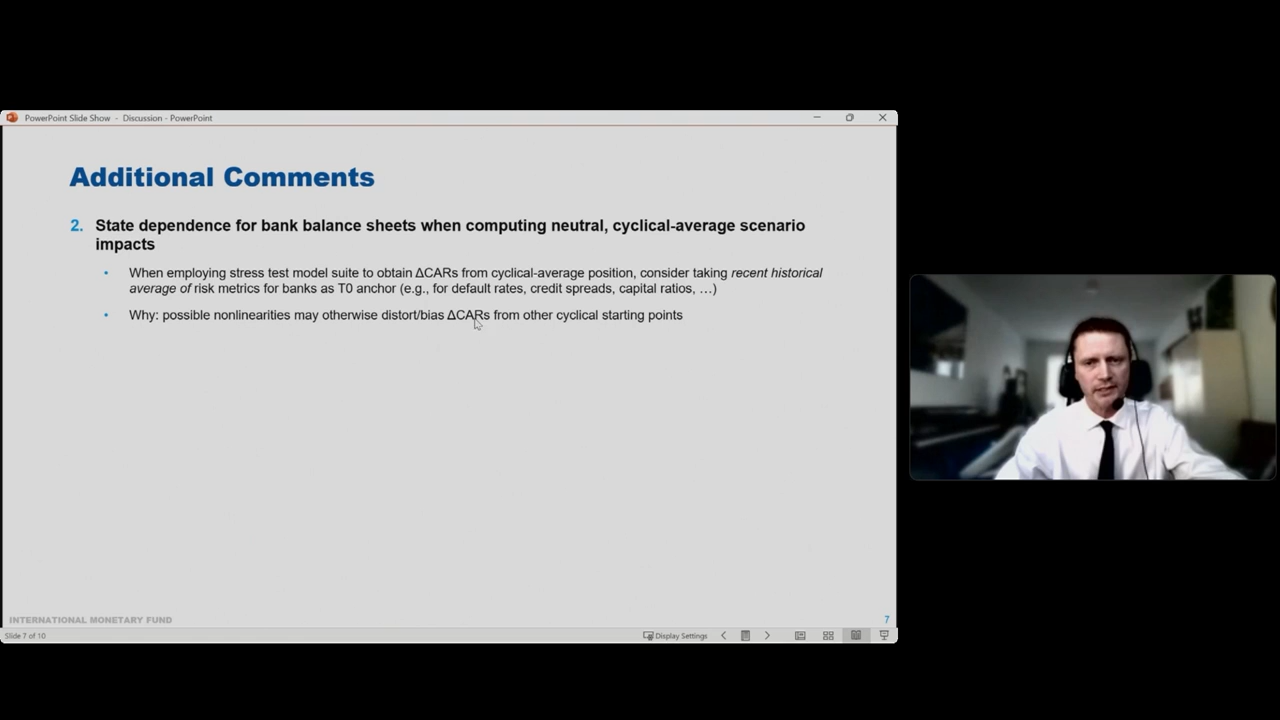 PowerPoint Slide Show - Discussion - PowerPoint
Additional Comments
2. State dependence for bank balance sheets when computing neutral, cyclical-average scenario
impacts
• When employing stress test model suite to obtain ΔCARs from cyclical-average position, consider taking recent historical
average of risk metrics for banks as T0 anchor (e.g., for default rates, credit spreads, capital ratios, …)
• Why: possible nonlinearities may otherwise distort/bias ΔCARs from other cyclical starting points
INTERNATIONAL MONETARY FUND
7
Slide 7 of 10
Display Settings